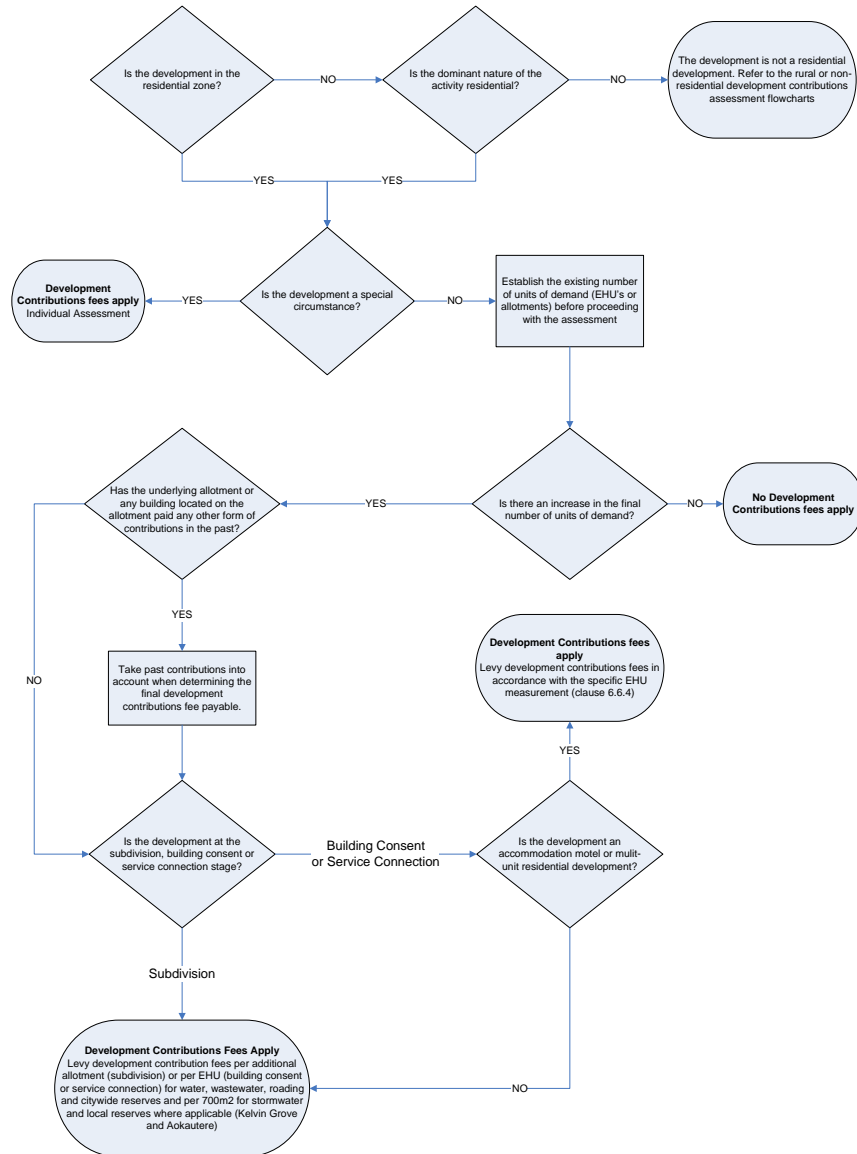 Is the development in the
residential zone?
NO
Is the dominant nature of the
activity residential?
NO
The development is not a residential
development. Refer to the rural or non-
residential development contributions
assessment flowcharts
YES
YES
Development
Contributions fees apply
Individual Assessment
YES
Is the development a special
circumstance?
NO
Establish the existing number
of units of demand (EHU's or
allotments) before proceeding
with the assessment
Has the underlying allotment or
any building located on the
allotment paid any other form of
contributions in the past?
YES
Is there an increase in the final
number of units of demand?
NO
No Development
Contributions fees apply
YES
NO
Take past contributions into
account when determining the
final development
contributions fee payable.
Development Contributions fees
apply
Levy development contributions fees in
accordance with the specific EHU
measurement (clause 6.6.4)
YES
Is the development at the
subdivision, building consent or
service connection stage?
Building Consent
or Service Connection
Is the development an
accommodation motel or mulit-
unit residential development?
Subdivision
Development Contributions Fees Apply
Levy development contribution fees per additional
allotment (subdivision) or per EHU (building consent
or service connection) for water, wastewater, roading
and citywide reserves and per 700m2 for stormwater
and local reserves where applicable (Kelvin Grove
and Aokautere)
NO